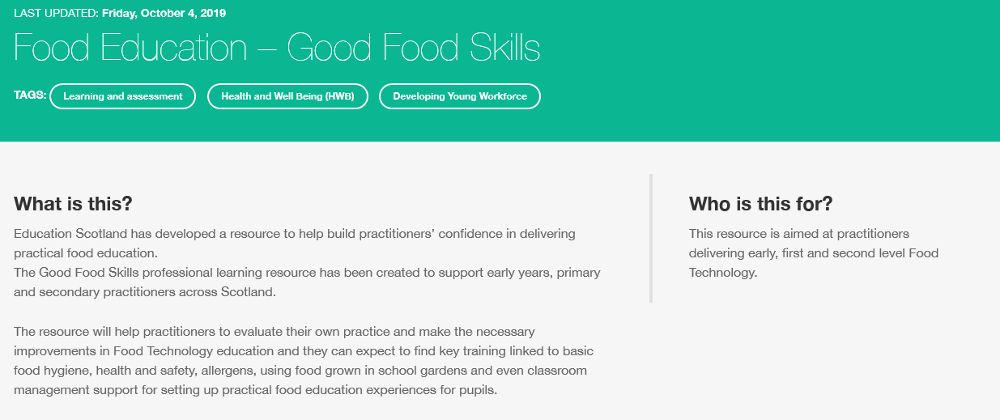 LAST UPDATED: Friday, October 4, 2019
Food Education – Good Food Skills
TAGS: Learning and assessment Health and Well Being (HWB) Developing Young Workforce
What is this?
Education Scotland has developed a resource to help build practitioners’ confidence in delivering
practical food education.
The Good Food Skills professional learning resource has been created to support early years, primary
and secondary practitioners across Scotland.
The resource will help practitioners to evaluate their own practice and make the necessary
improvements in Food Technology education and they can expect to find key training linked to basic
food hygiene, health and safety, allergens, using food grown in school gardens and even classroom
management support for setting up practical food education experiences for pupils.
Who is this for?
This resource is aimed at practitioners
delivering early, first and second level Food
Technology.